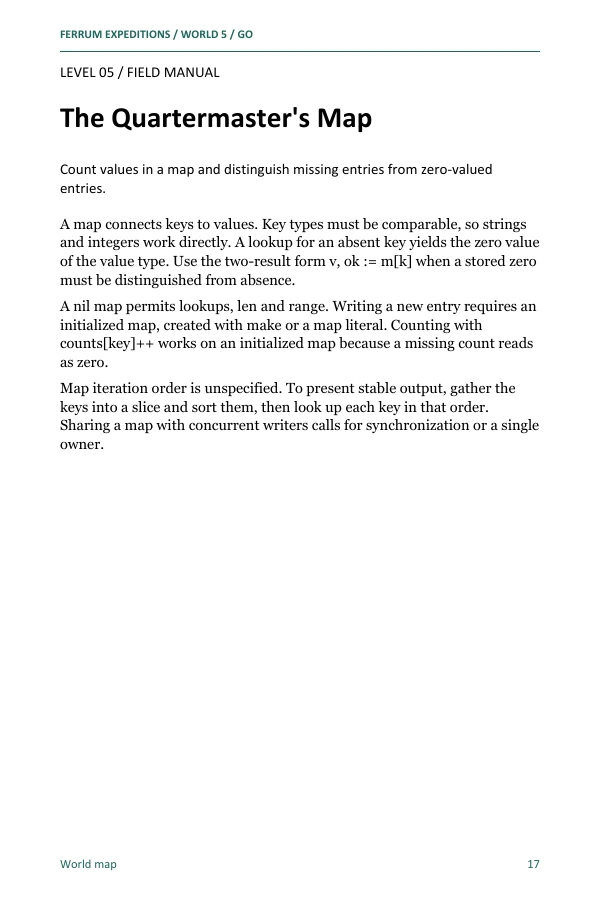 FERRUM EXPEDITIONS / WORLD 5 / GO
LEVEL 05 / FIELD MANUAL
The Quartermaster's Map
Count values in a map and distinguish missing entries from zero-valued
entries.
A map connects keys to values. Key types must be comparable, so strings
and integers work directly. A lookup for an absent key yields the zero value
of the value type. Use the two-result form v, ok := m[k] when a stored zero
must be distinguished from absence.
A nil map permits lookups, len and range. Writing a new entry requires an
initialized map, created with make or a map literal. Counting with
counts[key]++ works on an initialized map because a missing count reads
as zero.
Map iteration order is unspecified. To present stable output, gather the
keys into a slice and sort them, then look up each key in that order.
Sharing a map with concurrent writers calls for synchronization or a single
owner.
World map
17